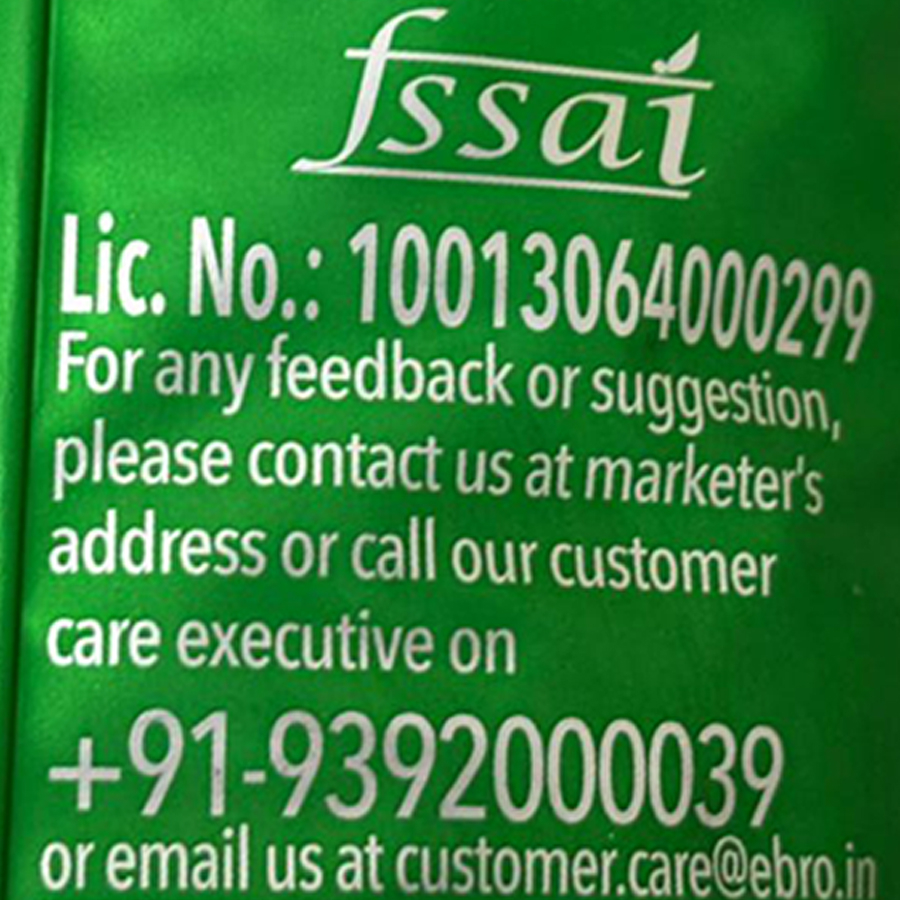 fssai
Lic. No.: 10013064000299
For any feedback or suggestion,
please contact us at marketer's
address or call our customer
care executive on
+91-9392000039
or email us at customer.care@ebro.in